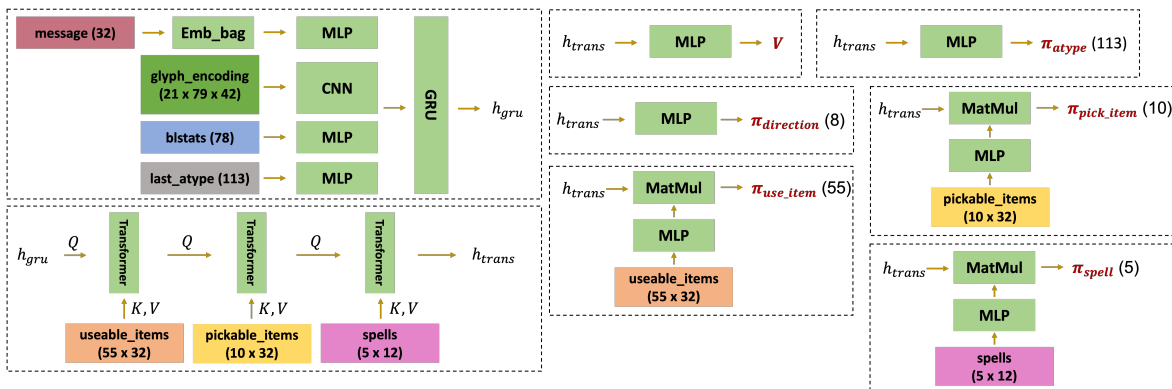 message (32)
Emb_bag
MLP
glyph_encoding
(21 x 79 x 42)
CNN
blstats (78)
MLP
last_atype (113)
MLP
GRU
h_gru
h_gru
Q
Transformer
Q
Transformer
Q
Transformer
h_trans
K, V
K, V
K, V
useable_items
(55 x 32)
pickable_items
(10 x 32)
spells
(5 x 12)
h_trans
MLP
V
h_trans
MLP
π_atype (113)
h_trans
MLP
π_direction (8)
h_trans
MatMul
π_pick_item (10)
MLP
pickable_items
(10 x 32)
h_trans
MatMul
π_use_item (55)
MLP
useable_items
(55 x 32)
h_trans
MatMul
π_spell (5)
MLP
spells
(5 x 12)